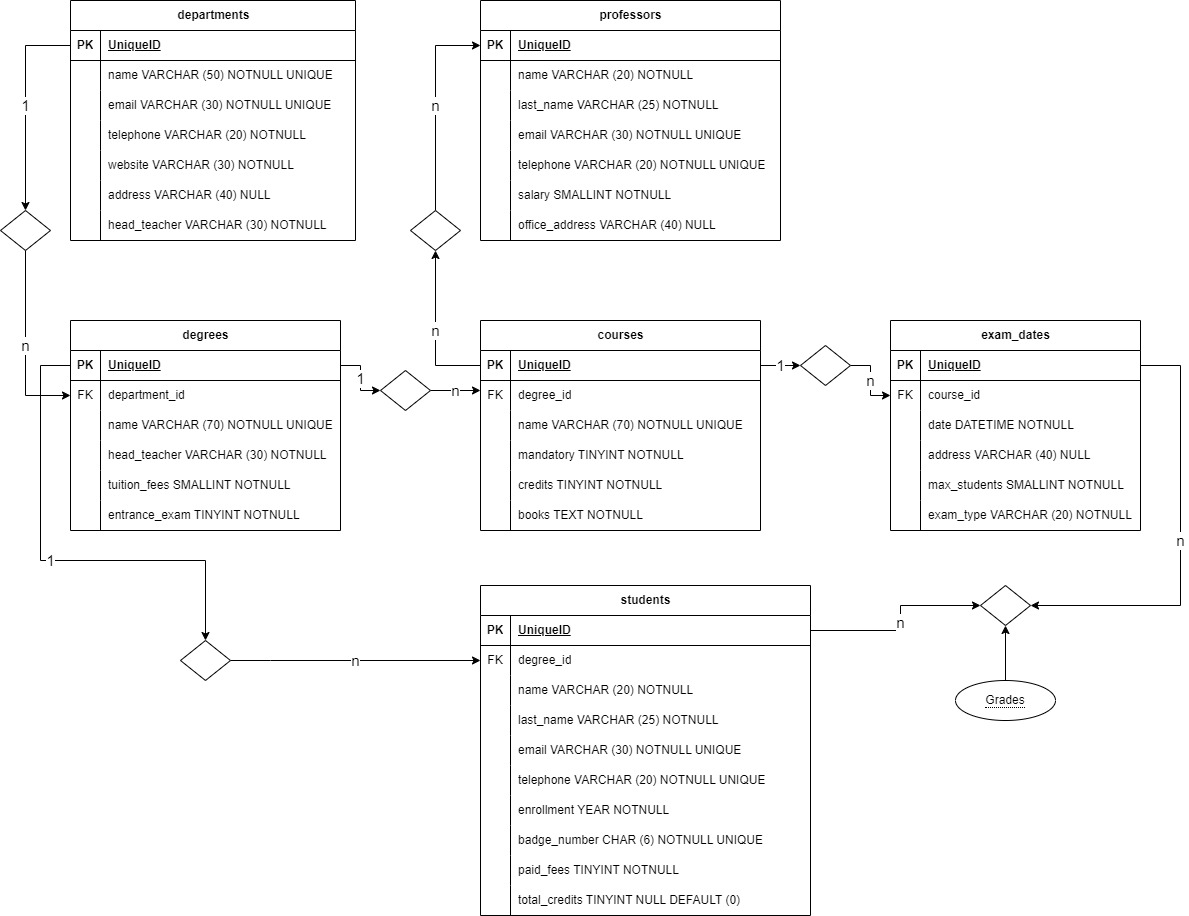 departments
PK UniqueID
name VARCHAR (50) NOTNULL UNIQUE
email VARCHAR (30) NOTNULL UNIQUE
telephone VARCHAR (20) NOTNULL
website VARCHAR (30) NOTNULL
address VARCHAR (40) NULL
head_teacher VARCHAR (30) NOTNULL
1
n
professors
PK UniqueID
name VARCHAR (20) NOTNULL
last_name VARCHAR (25) NOTNULL
email VARCHAR (30) NOTNULL UNIQUE
telephone VARCHAR (20) NOTNULL UNIQUE
salary SMALLINT NOTNULL
office_address VARCHAR (40) NULL
n
n
degrees
PK UniqueID
FK department_id
name VARCHAR (70) NOTNULL UNIQUE
head_teacher VARCHAR (30) NOTNULL
tuition_fees SMALLINT NOTNULL
entrance_exam TINYINT NOTNULL
1
n
courses
PK UniqueID
FK degree_id
name VARCHAR (70) NOTNULL UNIQUE
mandatory TINYINT NOTNULL
credits TINYINT NOTNULL
books TEXT NOTNULL
1
n
exam_dates
PK UniqueID
FK course_id
date DATETIME NOTNULL
address VARCHAR (40) NULL
max_students SMALLINT NOTNULL
exam_type VARCHAR (20) NOTNULL
n
1
n
students
PK UniqueID
FK degree_id
name VARCHAR (20) NOTNULL
last_name VARCHAR (25) NOTNULL
email VARCHAR (30) NOTNULL UNIQUE
telephone VARCHAR (20) NOTNULL UNIQUE
enrollment YEAR NOTNULL
badge_number CHAR (6) NOTNULL UNIQUE
paid_fees TINYINT NOTNULL
total_credits TINYINT NULL DEFAULT (0)
n
Grades